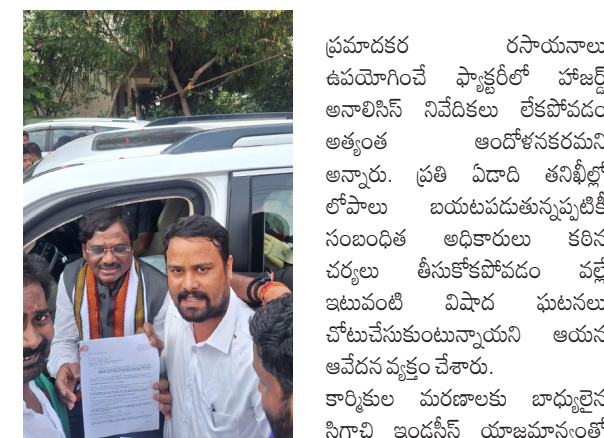 ప్రమాదకర రసాయనాలు
ఉపయోగించే ఫ్యాక్టరీలో హాజర్డ్
అనాలిసిస్ నివేదికలు లేకపోవడం
అత్యంత ఆందోళనకరమని
అన్నారు. ప్రతి ఏడాది తనిఖీల్లో
లోపాలు బయటపడుతున్నప్పటికీ
సంబంధిత అధికారులు కఠిన
చర్యలు తీసుకోకపోవడం వల్లే
ఇటువంటి విషాద ఘటనలు
చోటుచేసుకుంటున్నాయని ఆయన
ఆవేదన వ్యక్తం చేశారు.
కార్మికుల మరణాలకు బాధ్యులైన
సిగాచి ఇండస్ట్రీస్ యాజమాన్యంతో